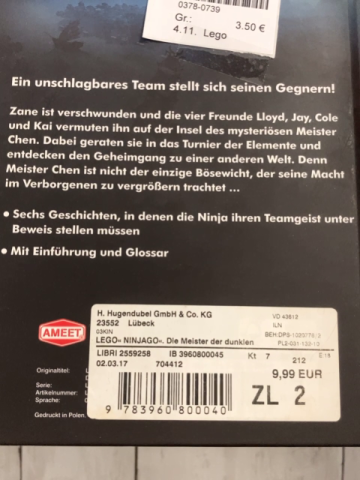 0378-0739
Gr.: 3.50 €
4.11. Lego
Ein unschlagbares Team stellt sich seinen Gegnern!
Zane ist verschwunden und die vier Freunde Lloyd, Jay, Cole
und Kai vermuten ihn auf der Insel des mysteriösen Meister
Chen. Dabei geraten sie in das Turnier der Elemente und
entdecken den Geheimgang zu einer anderen Welt. Denn
Meister Chen ist nicht der einzige Bösewicht, der seine Macht
im Verborgenen zu vergrößern trachtet ...
• Sechs Geschichten, in denen die Ninja ihren Teamgeist unter
Beweis stellen müssen
• Mit Einführung und Glossar
AMEET
Originaltitel:
Serie:
Artikelnummer:
Sprache:
Gedruckt in Polen.
H. Hugendubel GmbH & Co. KG
23552 Lübeck
03KIN
LEGO® NINJAGO®. Die Meister der dunklen
LIBRI 2559258 IB 3960800045 Kt 7 212
02.03.17 704412 9,99 EUR
ZL 2
9 783960 800040